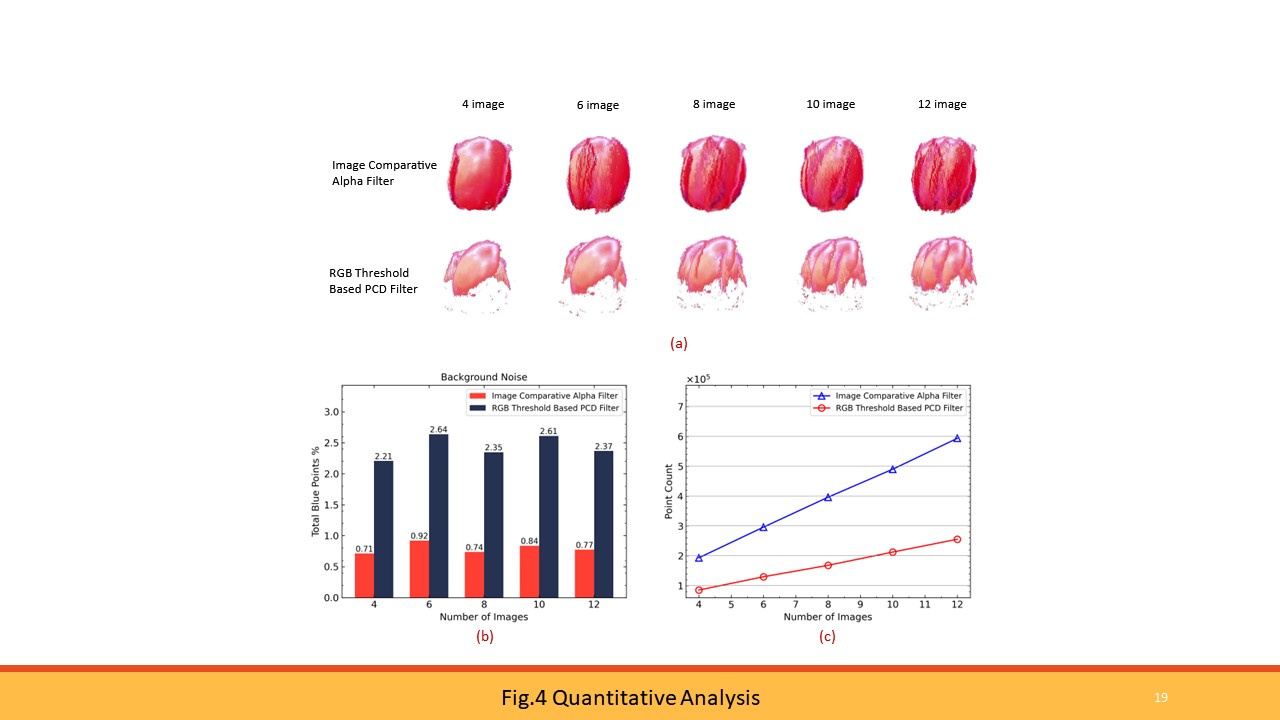 4 image
6 image
8 image
10 image
12 image
Image Comparative
Alpha Filter
RGB Threshold
Based PCD Filter
(a)
Background Noise
Image Comparative Alpha Filter
RGB Threshold Based PCD Filter
Total Blue Points %
3.0
2.5
2.0
1.5
1.0
0.5
0.0
2.21
2.64
2.35
2.61
2.37
0.71
0.92
0.74
0.84
0.77
4
6
8
10
12
Number of Images
(b)
×10⁵
Image Comparative Alpha Filter
RGB Threshold Based PCD Filter
Point Count
7
6
5
4
3
2
1
4
5
6
7
8
9
10
11
12
Number of Images
(c)
Fig.4 Quantitative Analysis
19